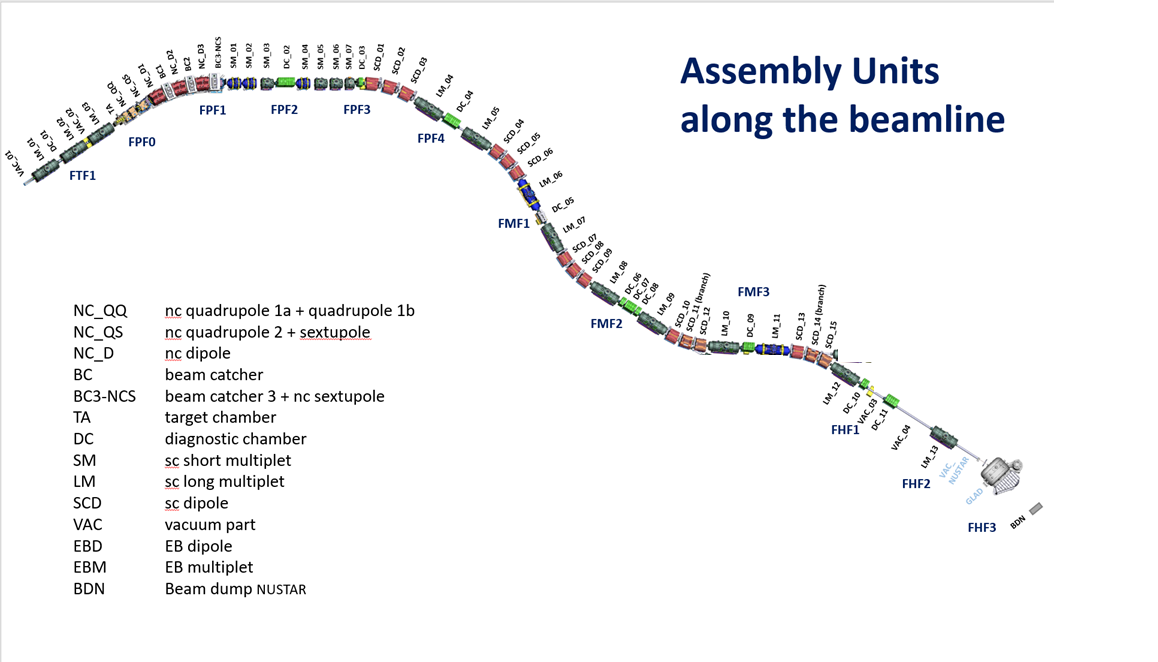 Assembly Units
along the beamline
VAC_01
LM_01
DC_01
LM_02
VAC_02
LM_03
TA
NC_QQ
NC_QS
NC_D1
BC1
NC_D2
BC2
NC_D3
BC3-NCS
SM_01
SM_02
SM_03
DC_02
SM_04
SM_05
SM_06
SM_07
DC_03
SCD_01
SCD_02
SCD_03
LM_04
DC_04
LM_05
SCD_04
SCD_05
SCD_06
LM_06
DC_05
LM_07
SCD_07
SCD_08
SCD_09
LM_08
DC_06
DC_07
DC_08
LM_09
SCD_10
SCD_11 (branch)
SCD_12
LM_10
DC_09
LM_11
SCD_13
SCD_14 (branch)
SCD_15
LM_12
DC_10
VAC_03
DC_11
VAC_04
LM_13
VAC_
NUSTAR
GLAD
BDN
FTF1
FPF0
FPF1
FPF2
FPF3
FPF4
FMF1
FMF2
FMF3
FHF1
FHF2
FHF3
NC_QQ nc quadrupole 1a + quadrupole 1b
NC_QS nc quadrupole 2 + sextupole
NC_D nc dipole
BC beam catcher
BC3-NCS beam catcher 3 + nc sextupole
TA target chamber
DC diagnostic chamber
SM sc short multiplet
LM sc long multiplet
SCD sc dipole
VAC vacuum part
EBD EB dipole
EBM EB multiplet
BDN Beam dump NUSTAR